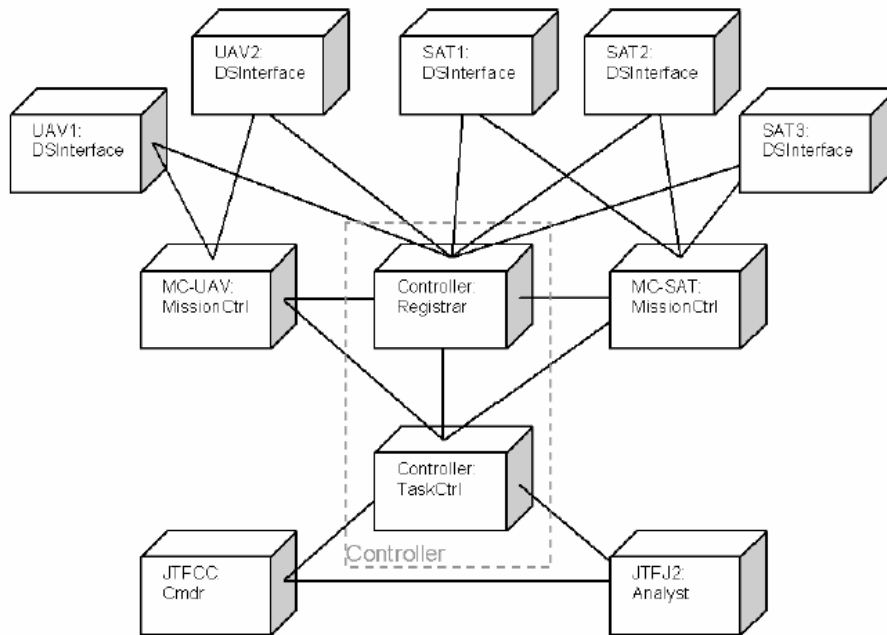 UAV2:
DSInterface
SAT1:
DSInterface
SAT2:
DSInterface
UAV1:
DSInterface
SAT3:
DSInterface
MC-UAV:
MissionCtrl
Controller:
Registrar
MC-SAT:
MissionCtrl
Controller:
TaskCtrl
Controller
JTFCC:
Cmdr
JTFJ2:
Analyst